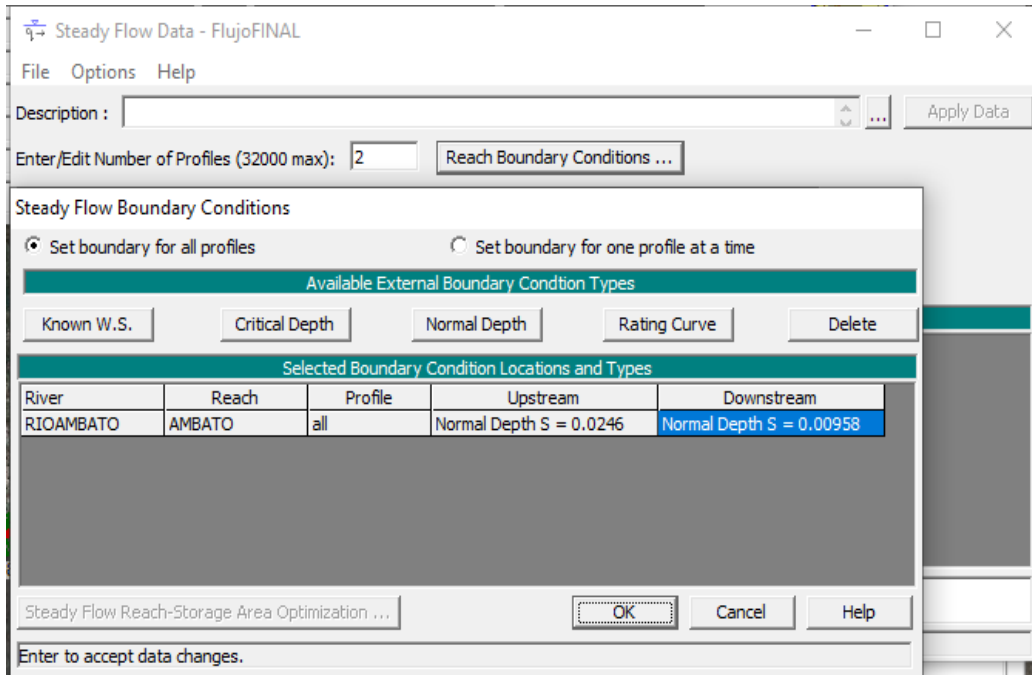 Steady Flow Data - FlujoFINAL
File Options Help
Description : ... Apply Data
Enter/Edit Number of Profiles (32000 max): 2 Reach Boundary Conditions ...
Steady Flow Boundary Conditions
Set boundary for all profiles Set boundary for one profile at a time
Available External Boundary Condtion Types
Known W.S. Critical Depth Normal Depth Rating Curve Delete
Selected Boundary Condition Locations and Types
River Reach Profile Upstream Downstream
RIOAMBATO AMBATO all Normal Depth S = 0.0246 Normal Depth S = 0.00958
Steady Flow Reach-Storage Area Optimization ... OK Cancel Help
Enter to accept data changes.